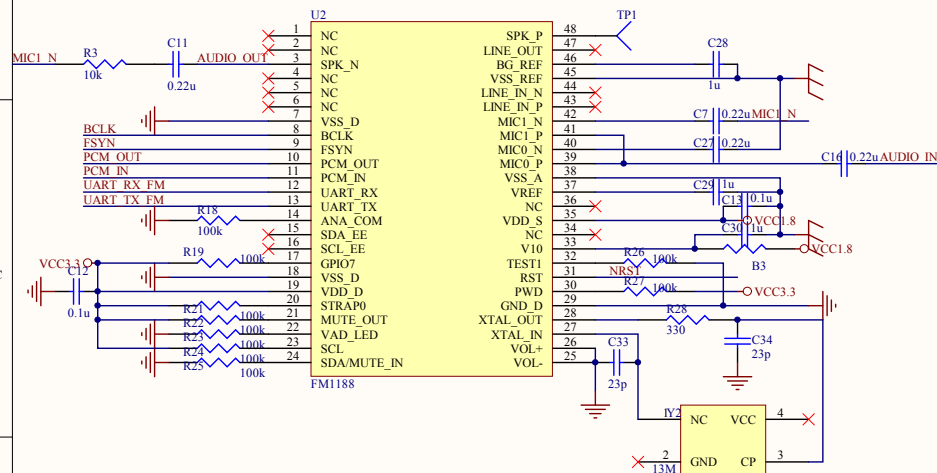 U2
TP1
1 NC SPK_P 48
2 NC LINE_OUT 47
MIC1_N R3 10k C11 0.22u AUDIO_OUT 3 SPK_N BG_REF 46 C28 1u
4 NC VSS_REF 45
5 NC LINE_IN_N 44
6 NC LINE_IN_P 43
7 VSS_D MIC1_N 42 C7 0.22u MIC1_N
BCLK 8 BCLK MIC1_P 41
FSYN 9 FSYN MIC0_N 40 C27 0.22u
PCM_OUT 10 PCM_OUT MIC0_P 39 C16 0.22u AUDIO_IN
PCM_IN 11 PCM_IN VSS_A 38
UART_RX_FM 12 UART_RX VREF 37 C29 1u
UART_TX_FM 13 UART_TX NC 36 C13 0.1u
R18 100k 14 ANA_COM VDD_S 35 VCC1.8
15 SDA_EE NC 34 C30 1u
16 SCL_EE V10 33 B3 VCC1.8
VCC3.3 R19 100k 17 GPIO7 TEST1 32 R26 100k
C12 0.1u 18 VSS_D RST 31 NRST
19 VDD_D PWD 30 R27 100k VCC3.3
20 STRAP0 GND_D 29
R21 100k 21 MUTE_OUT XTAL_OUT 28 R28 330
R22 100k 22 VAD_LED XTAL_IN 27 C34 23p
R23 100k 23 SCL VOL+ 26
R24 100k 24 SDA/MUTE_IN VOL- 25 C33 23p
R25
FM1188
1 Y2 NC VCC 4
2 GND CP 3
13M